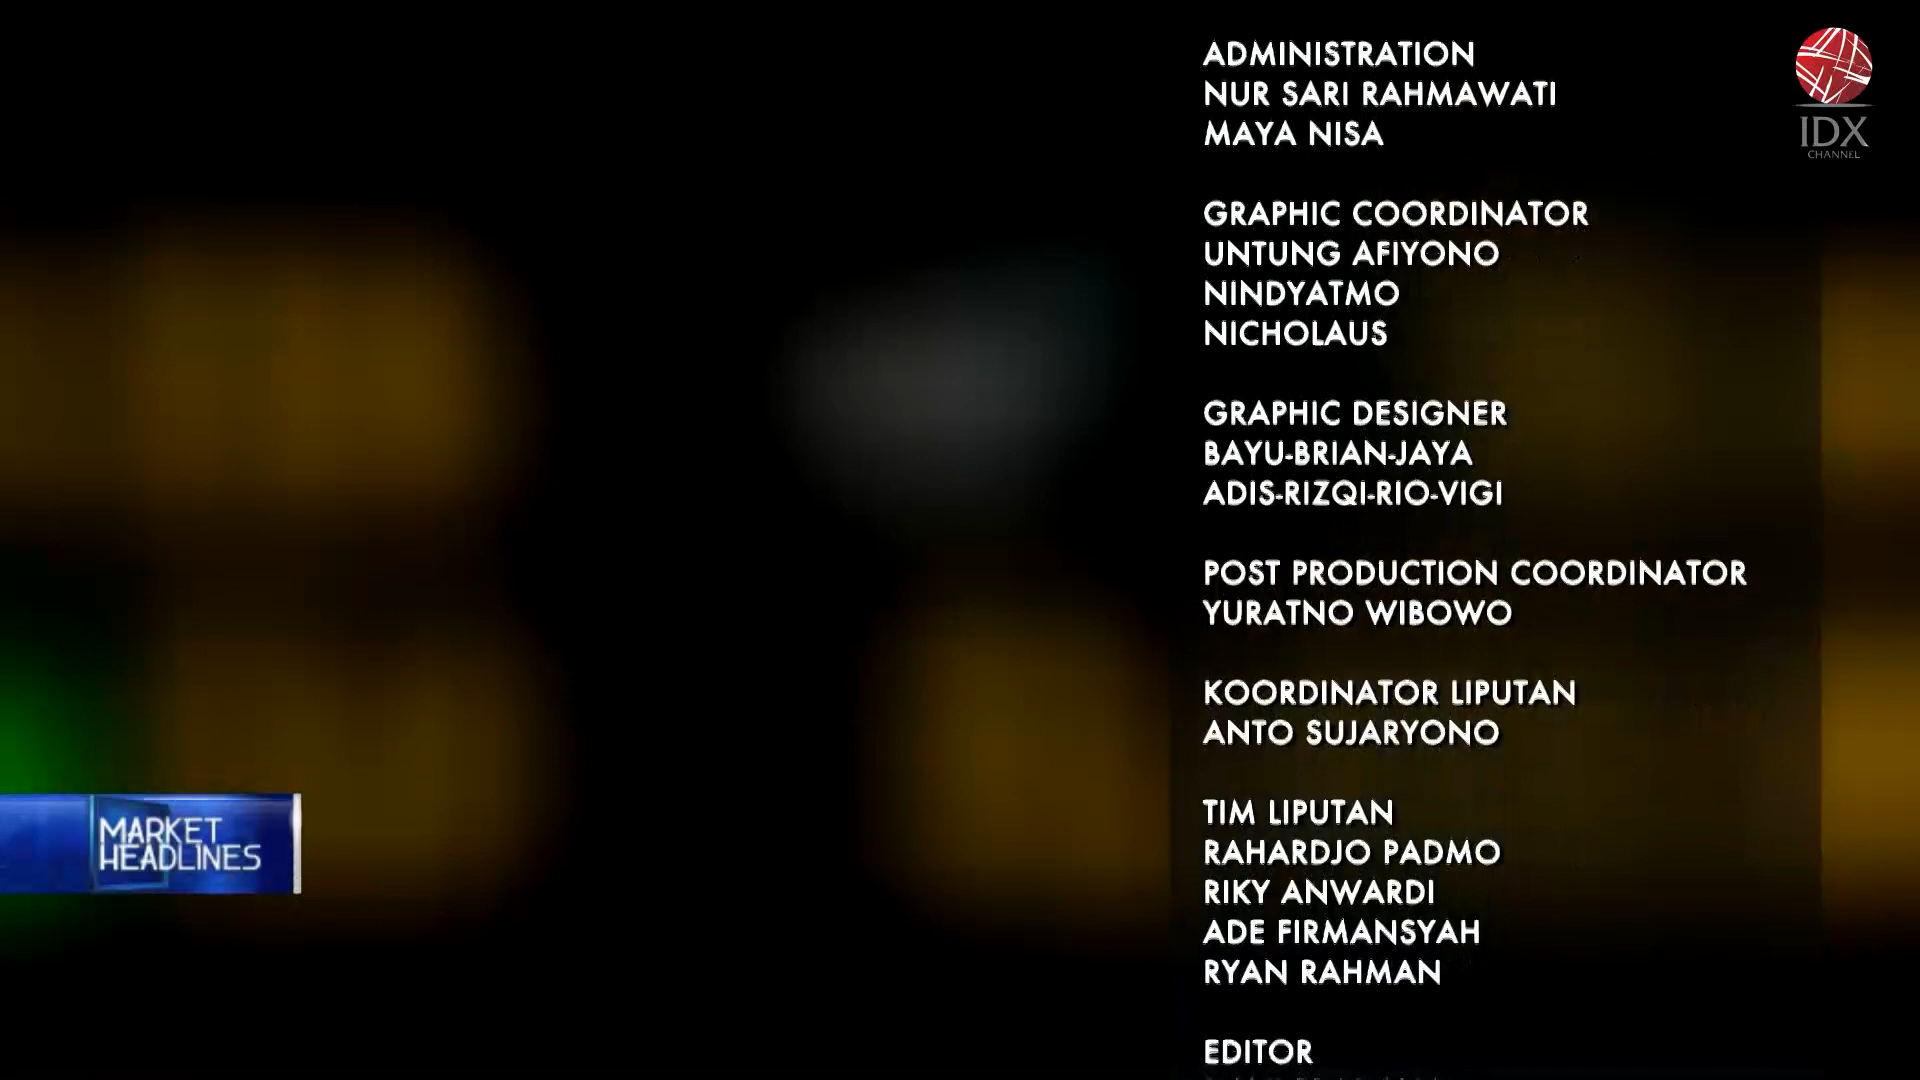 ADMINISTRATION
NUR SARI RAHMAWATI
MAYA NISA
GRAPHIC COORDINATOR
UNTUNG AFIYONO
NINDYATMO
NICHOLAUS
GRAPHIC DESIGNER
BAYU-BRIAN-JAYA
ADIS-RIZQI-RIO-VIGI
POST PRODUCTION COORDINATOR
YURATNO WIBOWO
KOORDINATOR LIPUTAN
ANTO SUJARYONO
TIM LIPUTAN
RAHARDJO PADMO
RIKY ANWARDI
ADE FIRMANSYAH
RYAN RAHMAN
EDITOR
IDX
CHANNEL
MARKET
HEADLINES